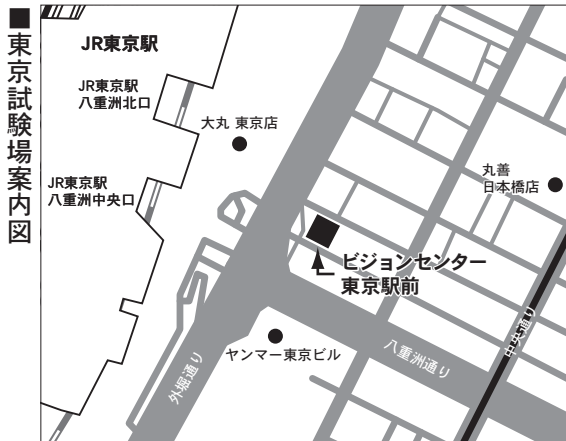 ■東京試験場案内図
JR東京駅
JR東京駅
八重洲北口
大丸 東京店
JR東京駅
八重洲中央口
丸善
日本橋店
ビジョンセンター
東京駅前
ヤンマー東京ビル
外堀通り
八重洲通り
中央通り